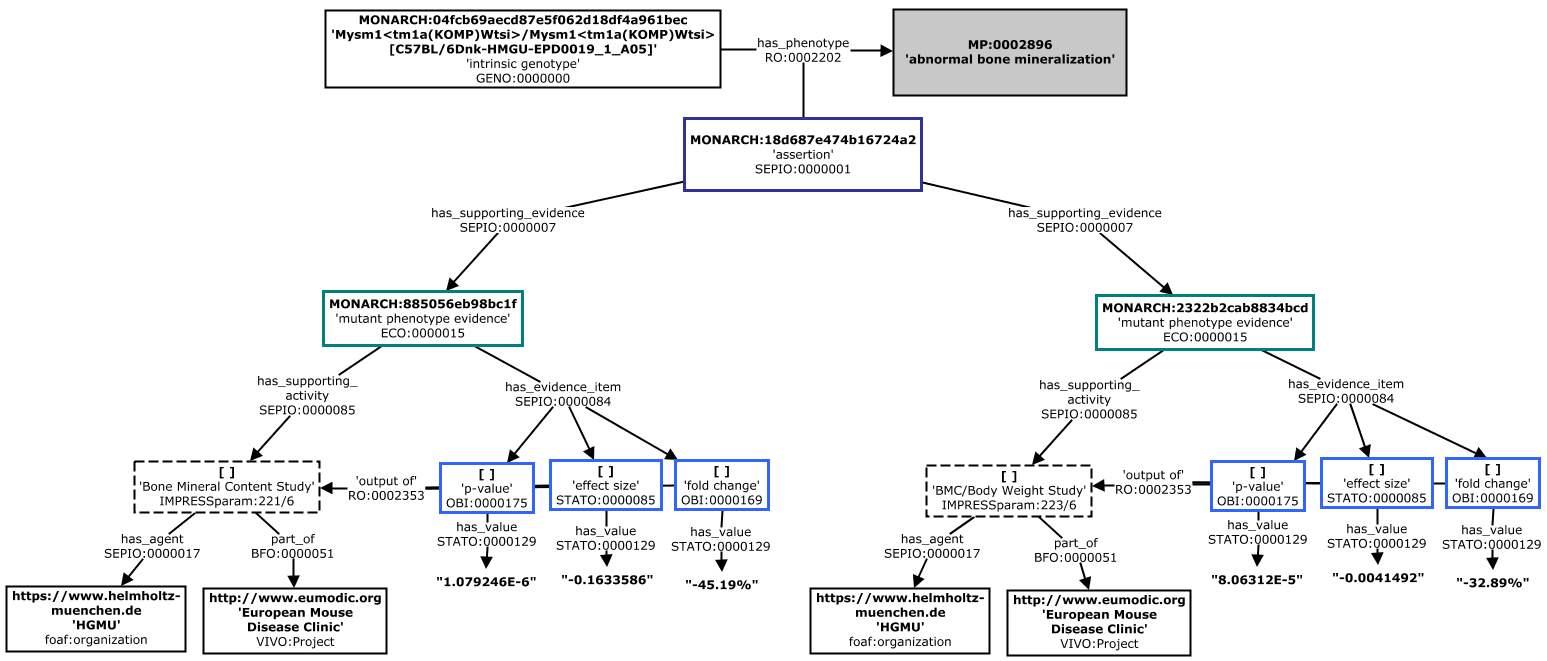 MONARCH:04fcb69aecd87e5f062d18df4a961bec
'Mysm1<tm1a(KOMP)Wtsi>/Mysm1<tm1a(KOMP)Wtsi>
[C57BL/6Dnk-HMGU-EPD0019_1_A05]'
'intrinsic genotype'
GENO:0000000
has_phenotype
RO:0002202
MP:0002896
'abnormal bone mineralization'
MONARCH:18d687e474b16724a2
'assertion'
SEPIO:0000001
has_supporting_evidence
SEPIO:0000007
has_supporting_evidence
SEPIO:0000007
MONARCH:885056eb98bc1f
'mutant phenotype evidence'
ECO:0000015
MONARCH:2322b2cab8834bcd
'mutant phenotype evidence'
ECO:0000015
has_supporting_
activity
SEPIO:0000085
has_evidence_item
SEPIO:0000084
has_supporting_
activity
SEPIO:0000085
has_evidence_item
SEPIO:0000084
[ ]
'Bone Mineral Content Study'
IMPRESSparam:221/6
'output of'
RO:0002353
[ ]
'p-value'
OBI:0000175
[ ]
'effect size'
STATO:0000085
[ ]
'fold change'
OBI:0000169
[ ]
'BMC/Body Weight Study'
IMPRESSparam:223/6
'output of'
RO:0002353
[ ]
'p-value'
OBI:0000175
[ ]
'effect size'
STATO:0000085
[ ]
'fold change'
OBI:0000169
has_agent
SEPIO:0000017
part_of
BFO:0000051
has_value
STATO:0000129
has_value
STATO:0000129
has_value
STATO:0000129
has_agent
SEPIO:0000017
part_of
BFO:0000051
has_value
STATO:0000129
has_value
STATO:0000129
has_value
STATO:0000129
"1.079246E-6"
"-0.1633586"
"-45.19%"
"8.06312E-5"
"-0.0041492"
"-32.89%"
https://www.helmholtz-
muenchen.de
'HGMU'
foaf:organization
http://www.eumodic.org
'European Mouse
Disease Clinic'
VIVO:Project
https://www.helmholtz-
muenchen.de
'HGMU'
foaf:organization
http://www.eumodic.org
'European Mouse
Disease Clinic'
VIVO:Project